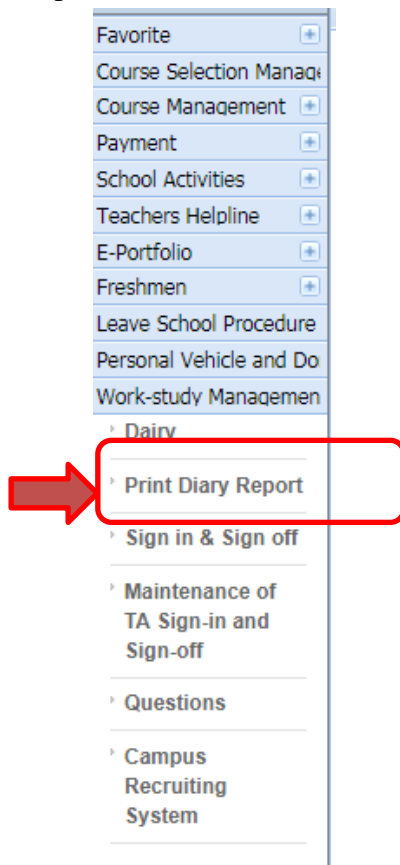 Favorite
Course Selection Manage
Course Management
Payment
School Activities
Teachers Helpline
E-Portfolio
Freshmen
Leave School Procedure
Personal Vehicle and Do
Work-study Managemen
Dairy
Print Diary Report
Sign in & Sign off
Maintenance of
TA Sign-in and
Sign-off
Questions
Campus
Recruiting
System